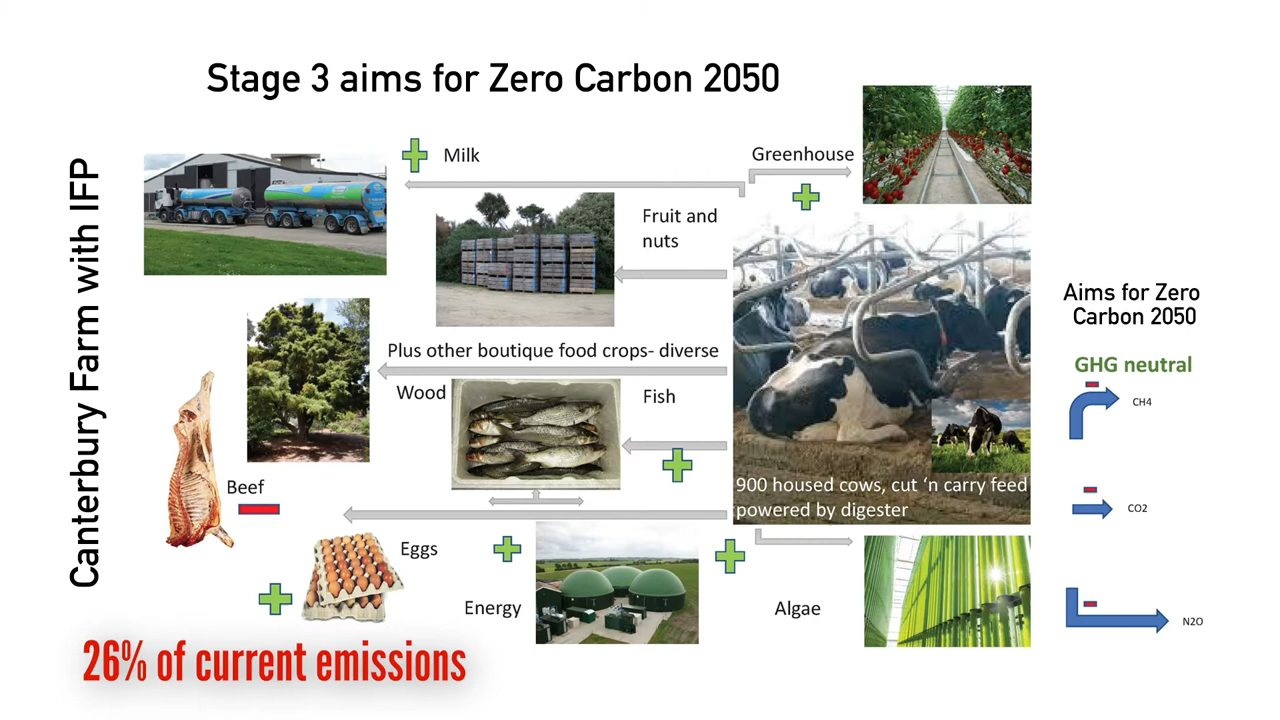 Stage 3 aims for Zero Carbon 2050
Canterbury Farm with IFP
Milk
Greenhouse
Fruit and
nuts
Plus other boutique food crops- diverse
Wood
Fish
Beef
900 housed cows, cut ‘n carry feed
powered by digester
Eggs
Energy
Algae
Aims for Zero
Carbon 2050
GHG neutral
CH4
CO2
N2O
26% of current emissions